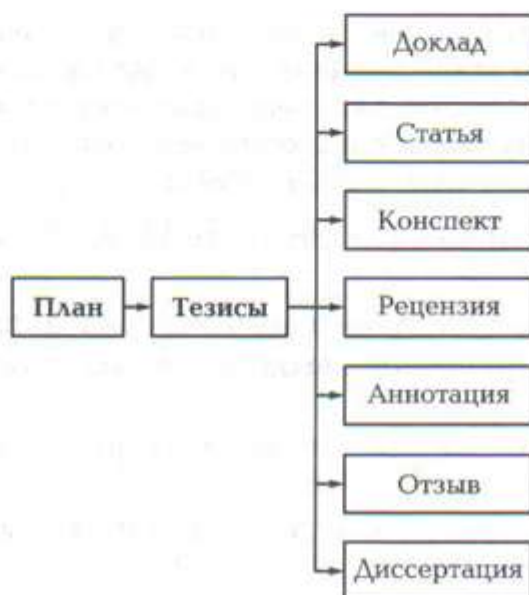 Доклад
Статья
Конспект
План
Тезисы
Рецензия
Аннотация
Отзыв
Диссертация